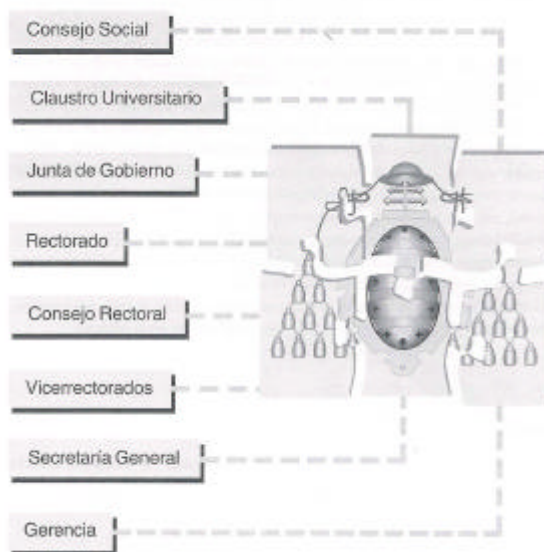 Consejo Social
Claustro Universitario
Junta de Gobierno
Rectorado
Consejo Rectoral
Vicerrectorados
Secretaría General
Gerencia